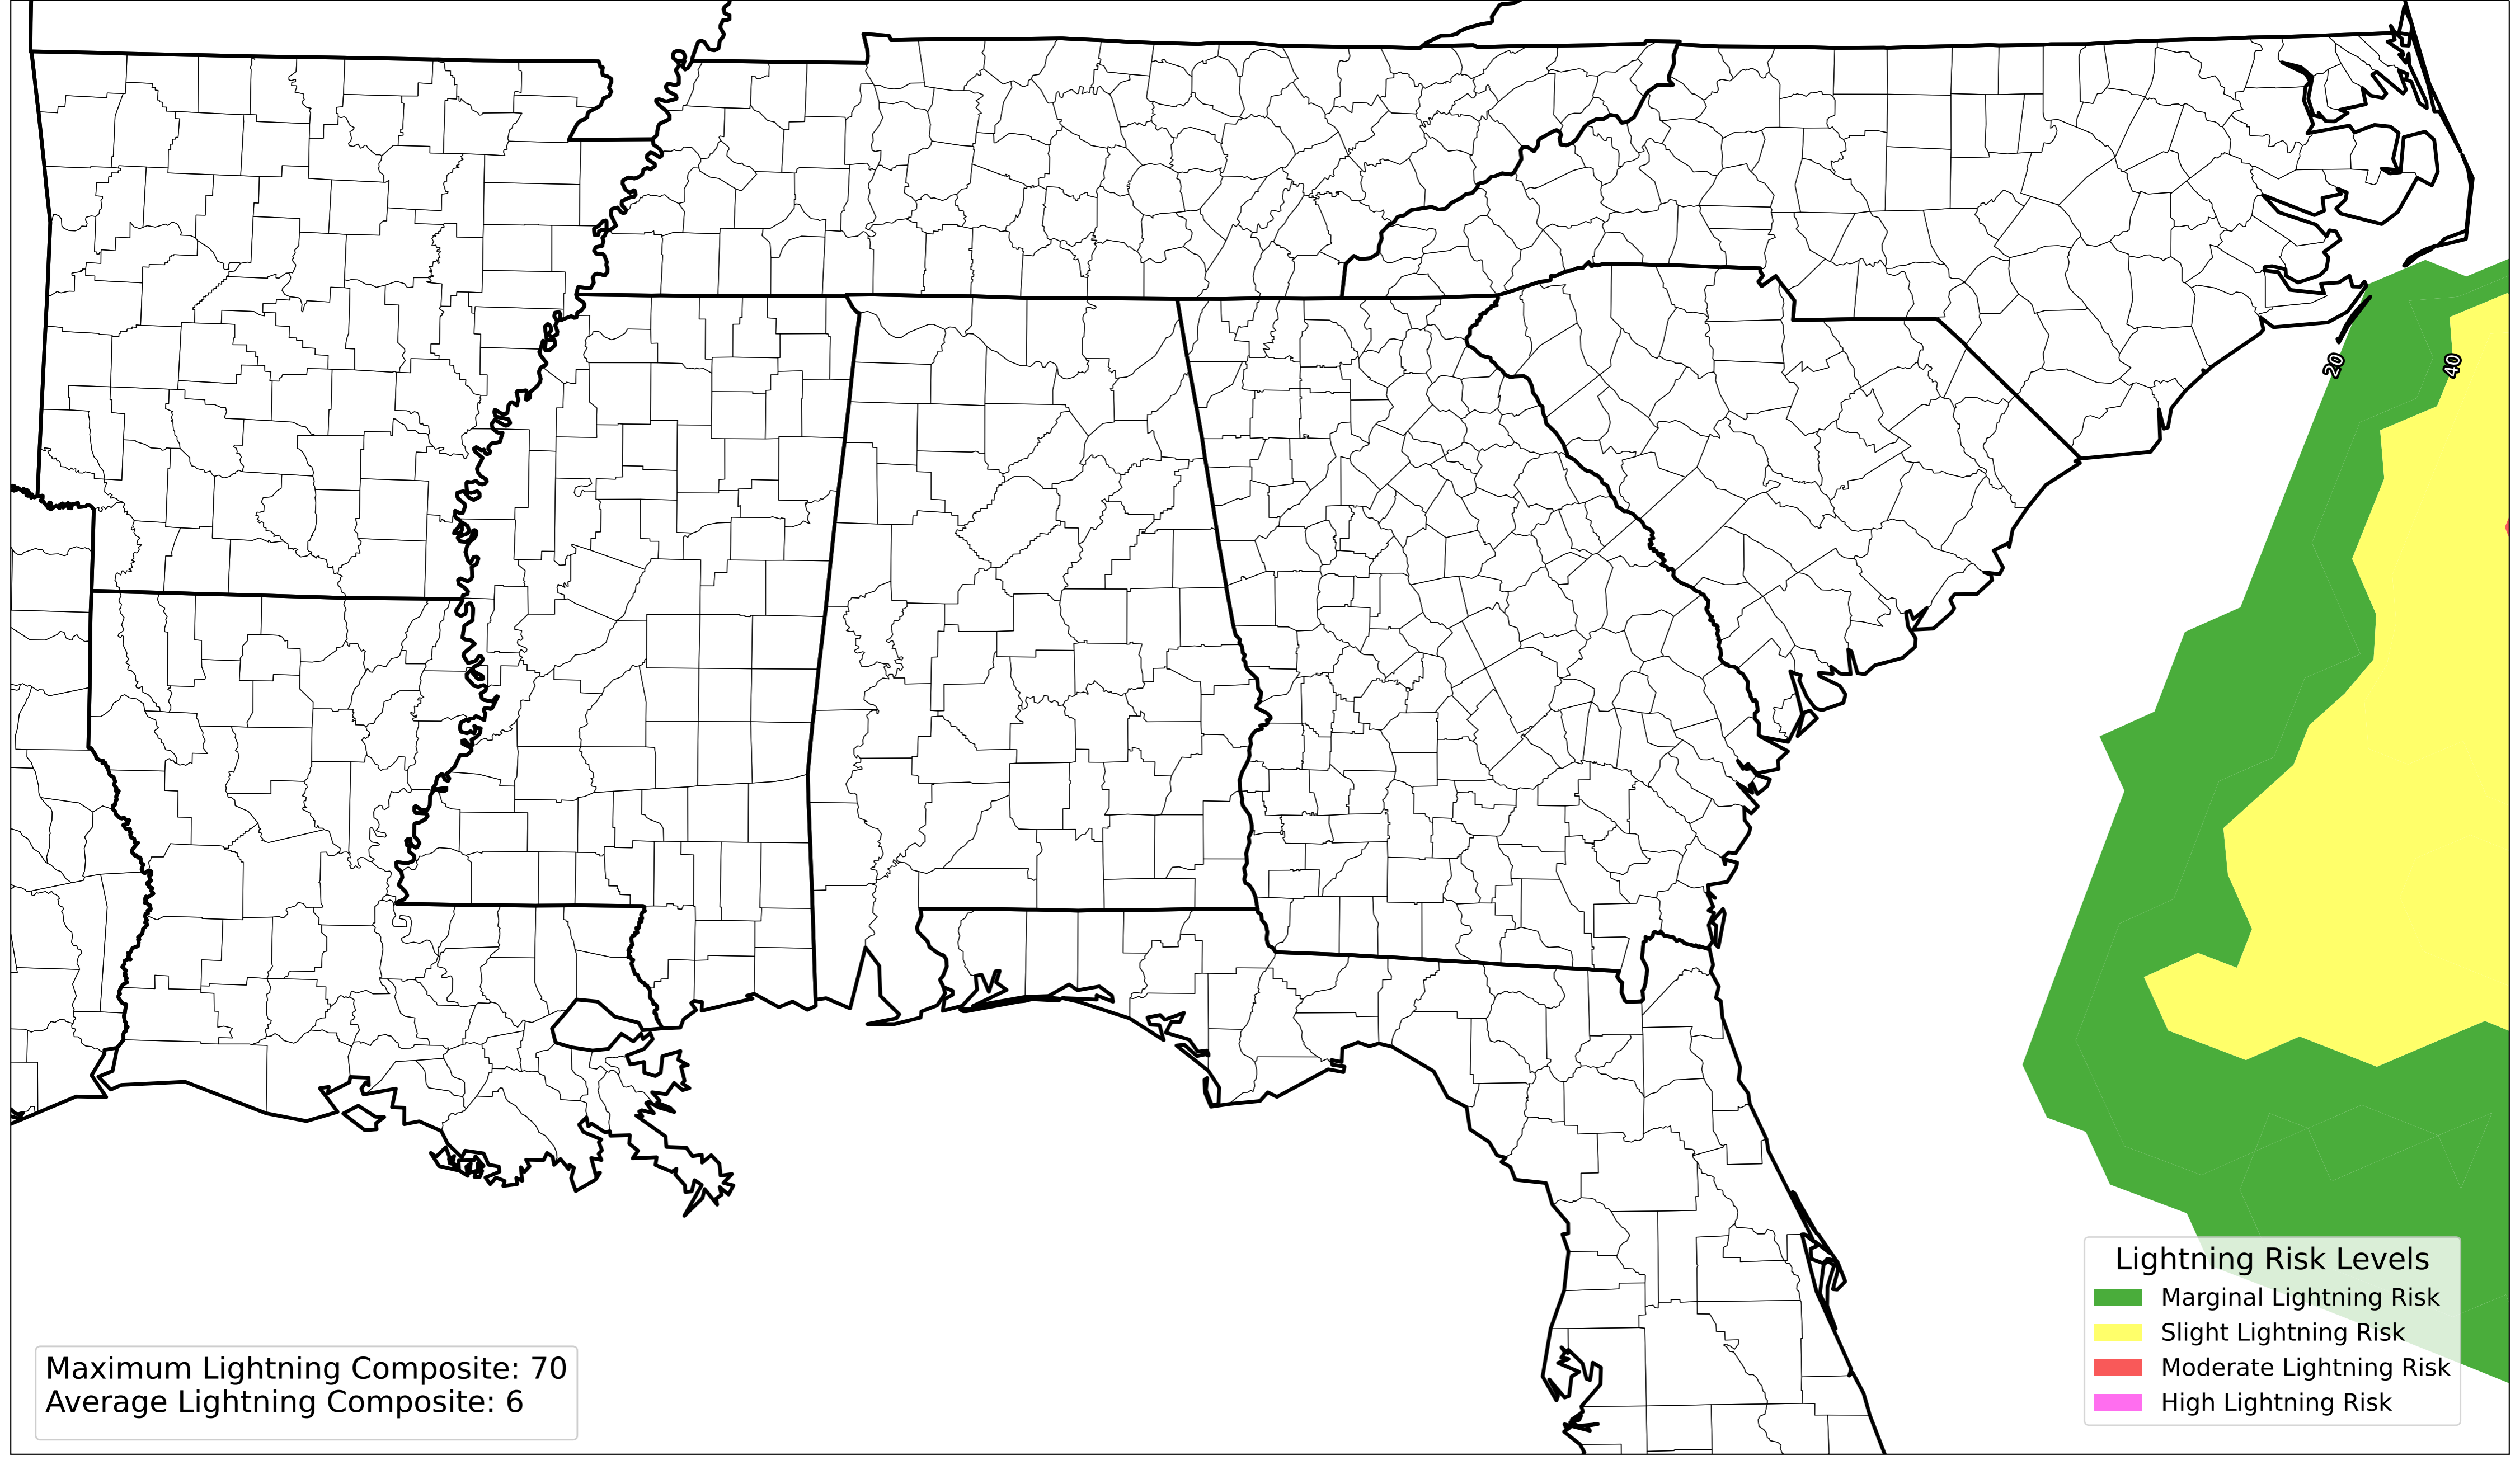 20
40
Lightning Risk Levels
Marginal Lightning Risk
Slight Lightning Risk
Moderate Lightning Risk
High Lightning Risk
Maximum Lightning Composite: 70
Average Lightning Composite: 6